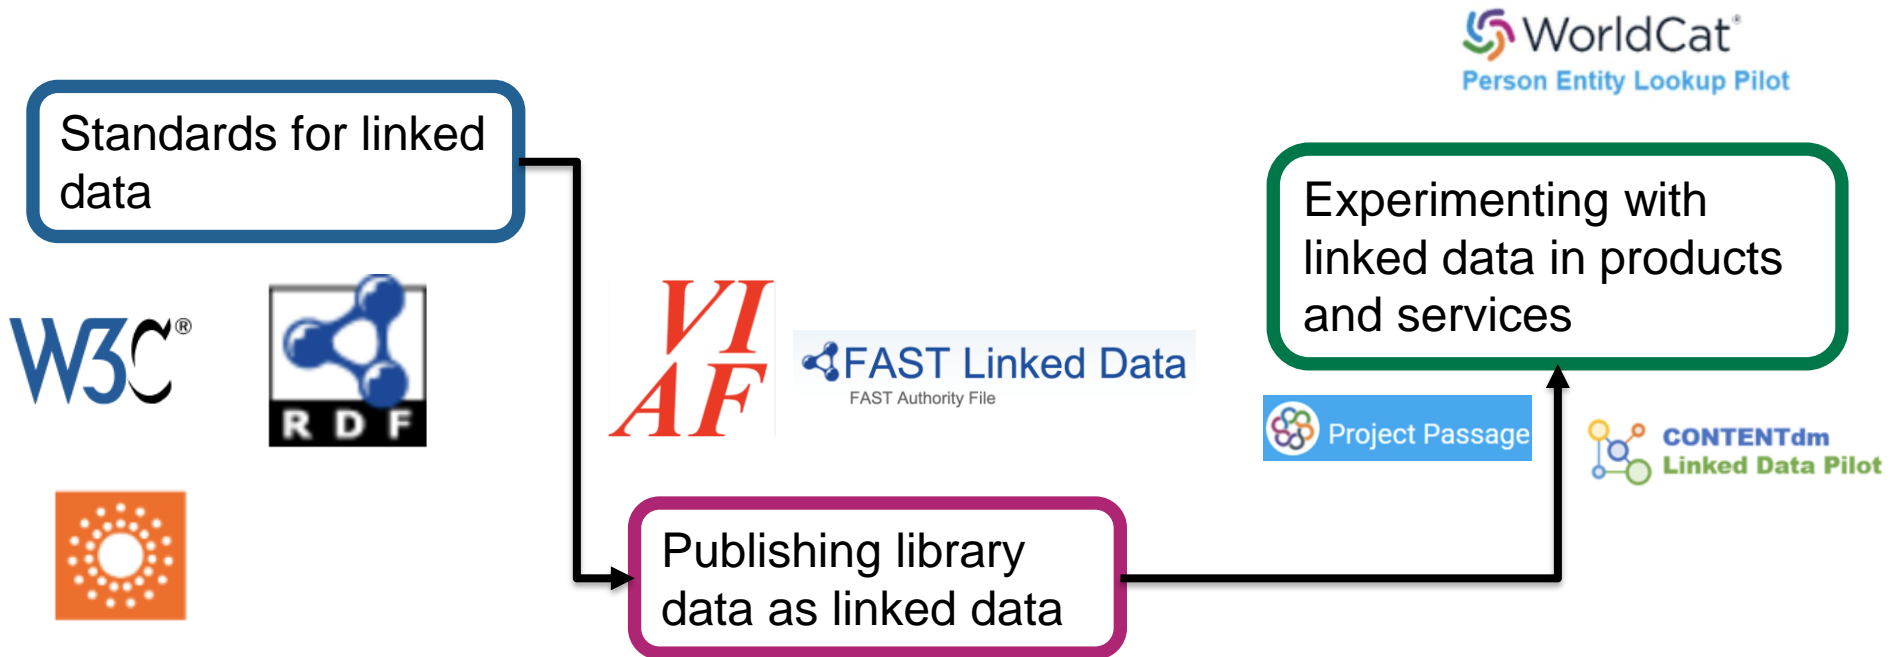 WorldCat®
Person Entity Lookup Pilot
Standards for linked
data
Experimenting with
linked data in products
and services
W3C®
RDF
VI
AF
FAST Linked Data
FAST Authority File
Project Passage
CONTENTdm
Linked Data Pilot
Publishing library
data as linked data